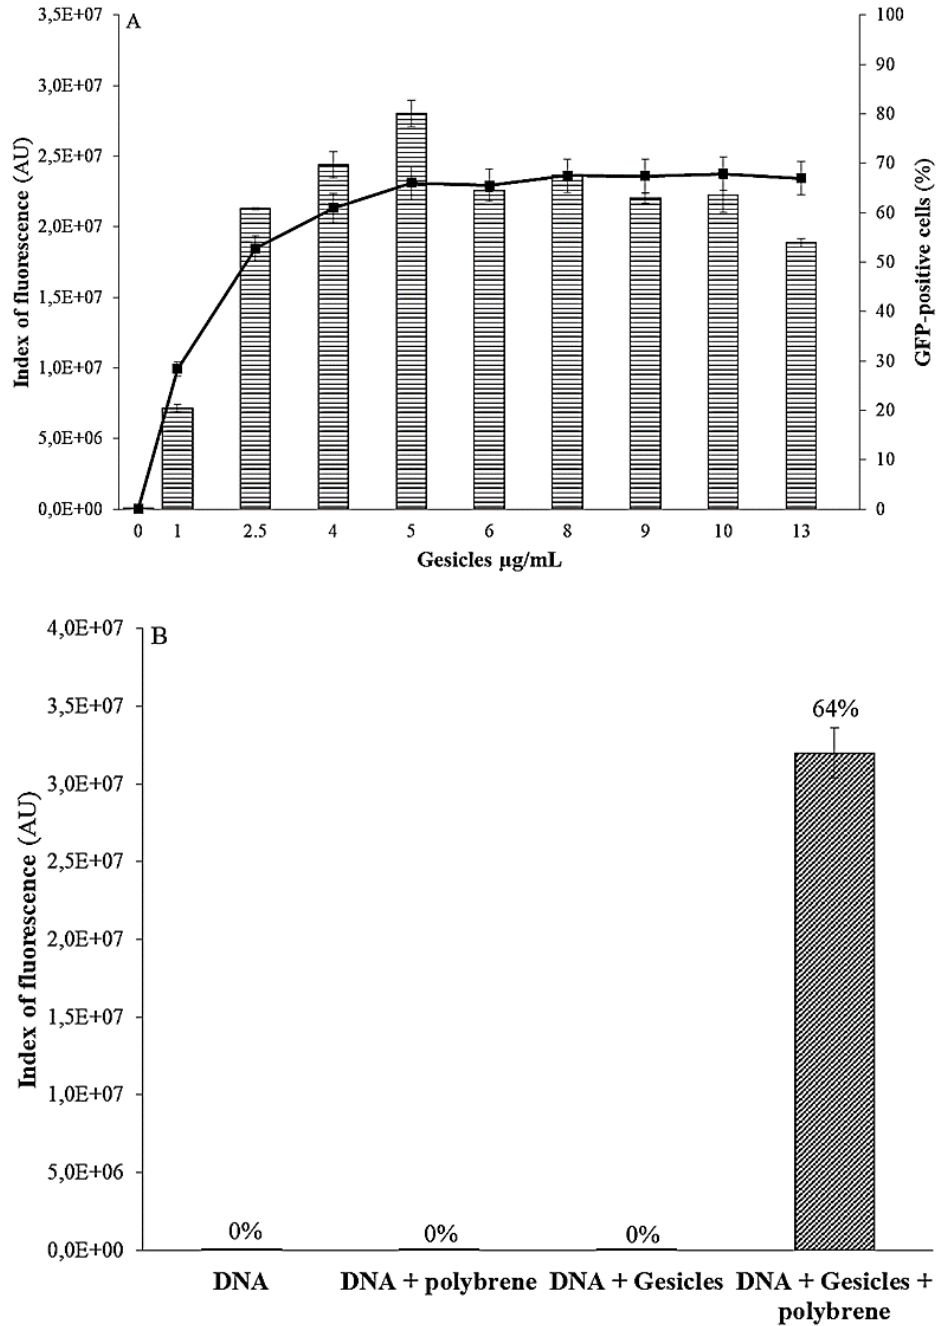 A
3,5E+07
3,0E+07
2,5E+07
2,0E+07
1,5E+07
1,0E+07
5,0E+06
0,0E+00
Index of fluorescence (AU)
100
90
80
70
60
50
40
30
20
10
0
GFP-positive cells (%)
0 1 2.5 4 5 6 8 9 10 13
Gesicles µg/mL
B
4,0E+07
3,5E+07
3,0E+07
2,5E+07
2,0E+07
1,5E+07
1,0E+07
5,0E+06
0,0E+00
Index of fluorescence (AU)
0% 0% 0% 64%
DNA DNA + polybrene DNA + Gesicles DNA + Gesicles +
polybrene